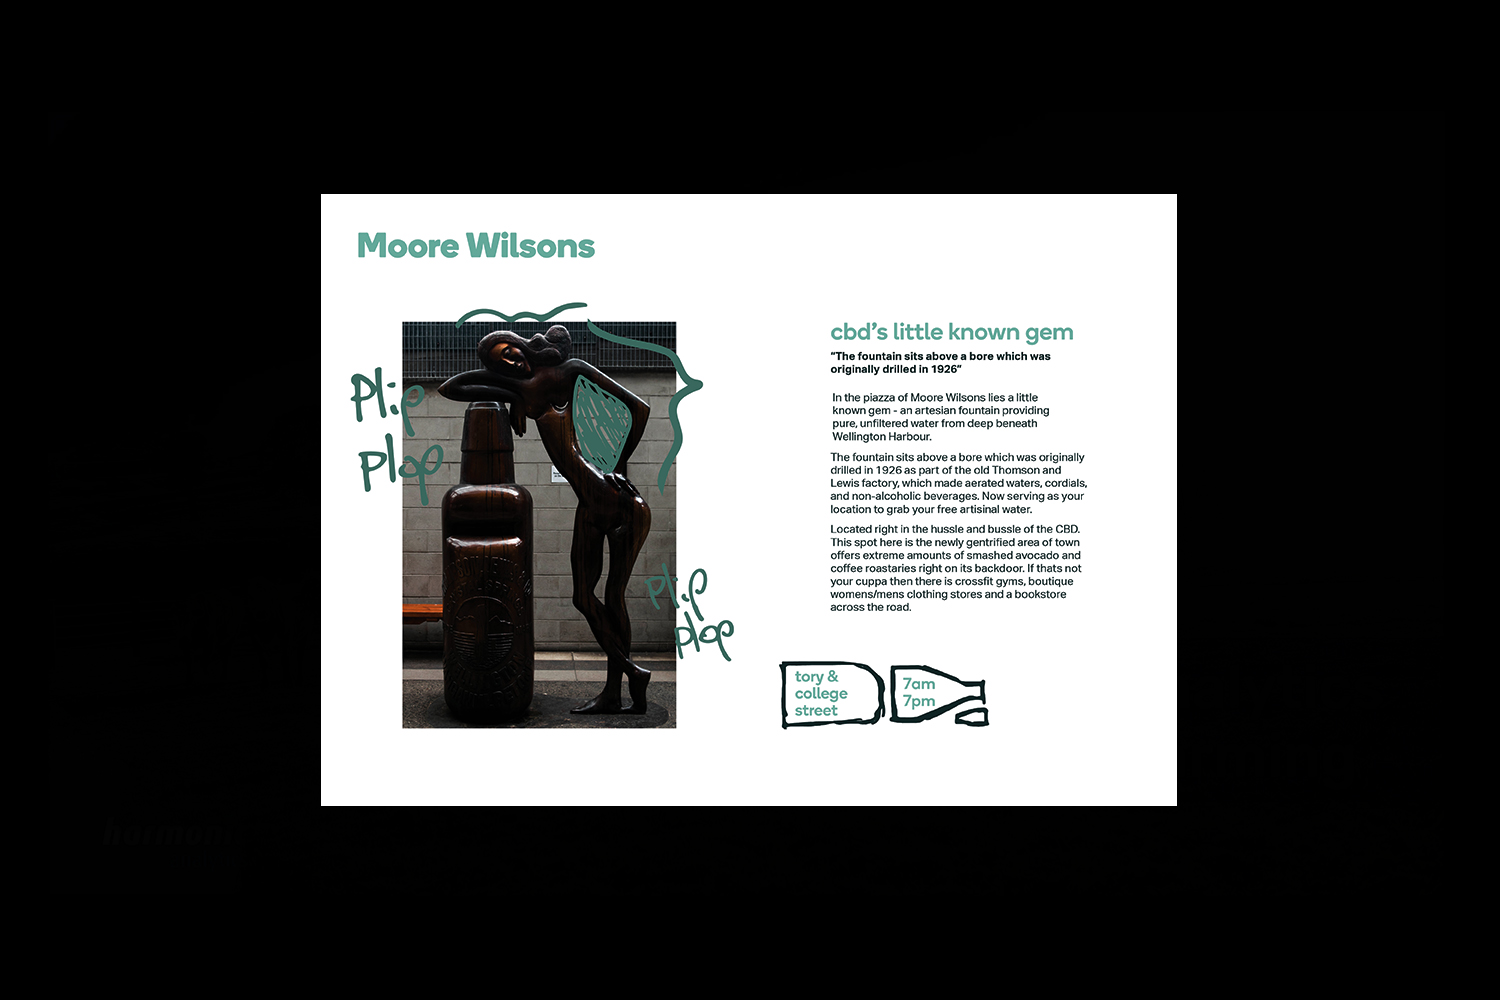 Moore Wilsons
Plip
plop
plip
plop
cbd's little known gem
"The fountain sits above a bore which was
originally drilled in 1926"
In the piazza of Moore Wilsons lies a little
known gem - an artesian fountain providing
pure, unfiltered water from deep beneath
Wellington Harbour.
The fountain sits above a bore which was originally
drilled in 1926 as part of the old Thomson and
Lewis factory, which made aerated waters, cordials,
and non-alcoholic beverages. Now serving as your
location to grab your free artisinal water.
Located right in the hussle and bussle of the CBD.
This spot here is the newly gentrified area of town
offers extreme amounts of smashed avocado and
coffee roastaries right on its backdoor. If thats not
your cuppa then there is crossfit gyms, boutique
womens/mens clothing stores and a bookstore
across the road.
tory &
college
street
7am
7pm